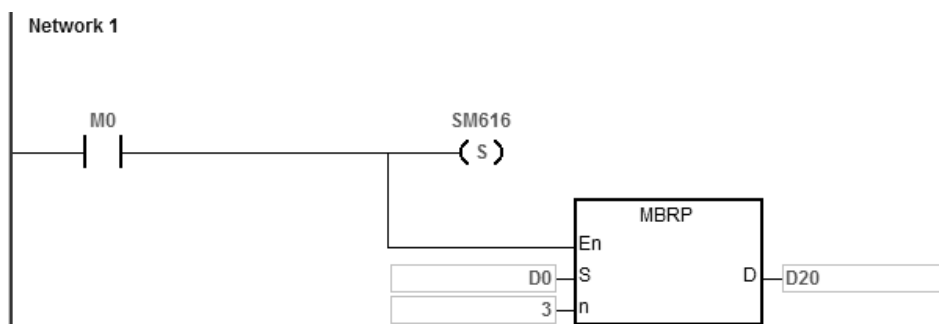 Network 1
M0
SM616
( S )
MBRP
En
D0 S D D20
3 n